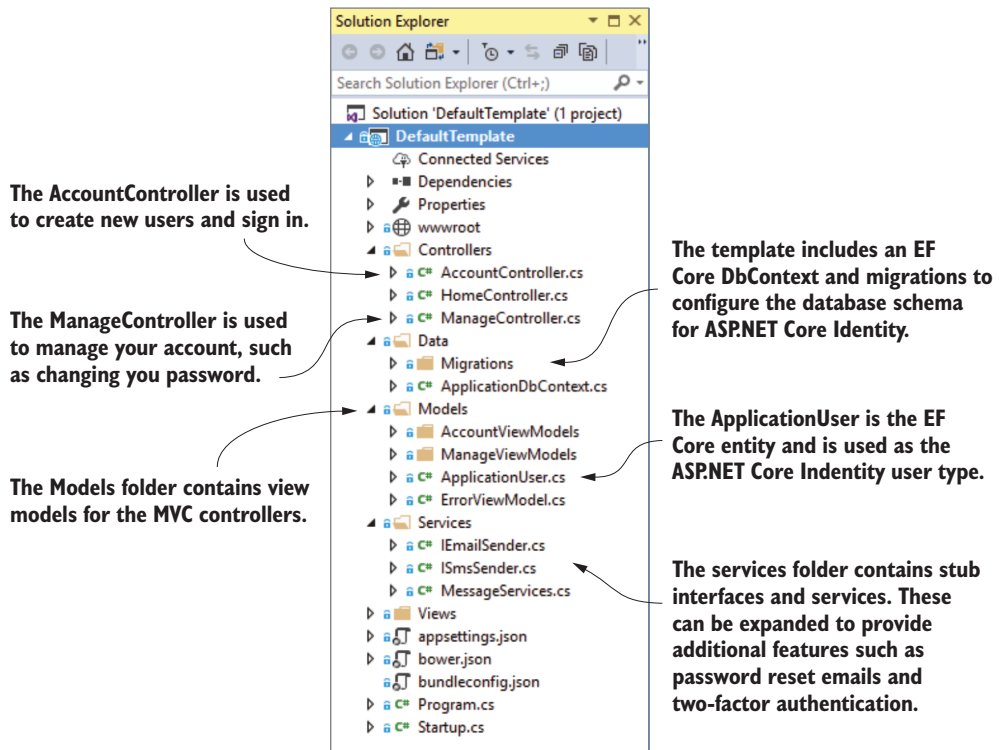 Solution Explorer
Search Solution Explorer (Ctrl+;)
Solution 'DefaultTemplate' (1 project)
DefaultTemplate
Connected Services
Dependencies
Properties
wwwroot
Controllers
C# AccountController.cs
C# HomeController.cs
C# ManageController.cs
Data
Migrations
C# ApplicationDbContext.cs
Models
AccountViewModels
ManageViewModels
C# ApplicationUser.cs
C# ErrorViewModel.cs
Services
C# IEmailSender.cs
C# ISmsSender.cs
C# MessageServices.cs
Views
appsettings.json
bower.json
bundleconfig.json
C# Program.cs
C# Startup.cs
The AccountController is used
to create new users and sign in.
The ManageController is used
to manage your account, such
as changing you password.
The Models folder contains view
models for the MVC controllers.
The template includes an EF
Core DbContext and migrations to
configure the database schema
for ASP.NET Core Identity.
The ApplicationUser is the EF
Core entity and is used as the
ASP.NET Core Indentity user type.
The services folder contains stub
interfaces and services. These
can be expanded to provide
additional features such as
password reset emails and
two-factor authentication.